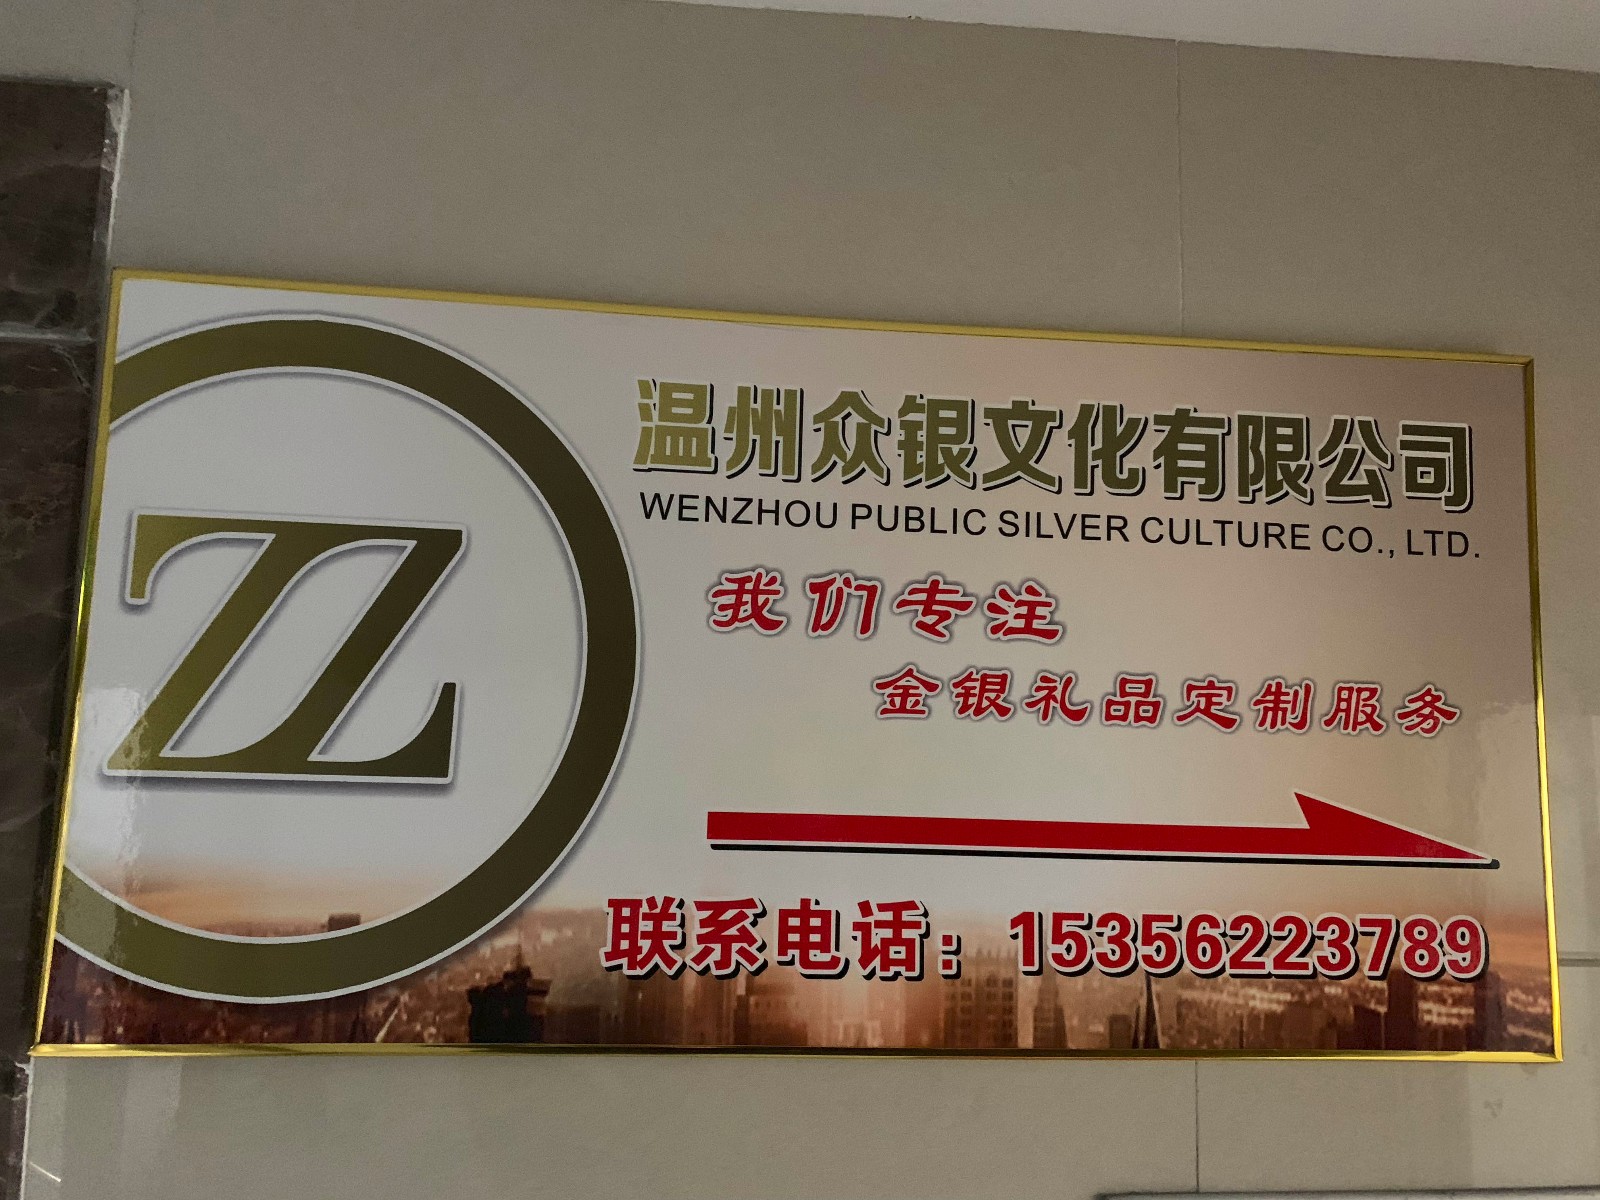 温州众银文化有限公司
WENZHOU PUBLIC SILVER CULTURE CO., LTD.
我们专注
金银礼品定制服务
ZZ
联系电话：15356223789